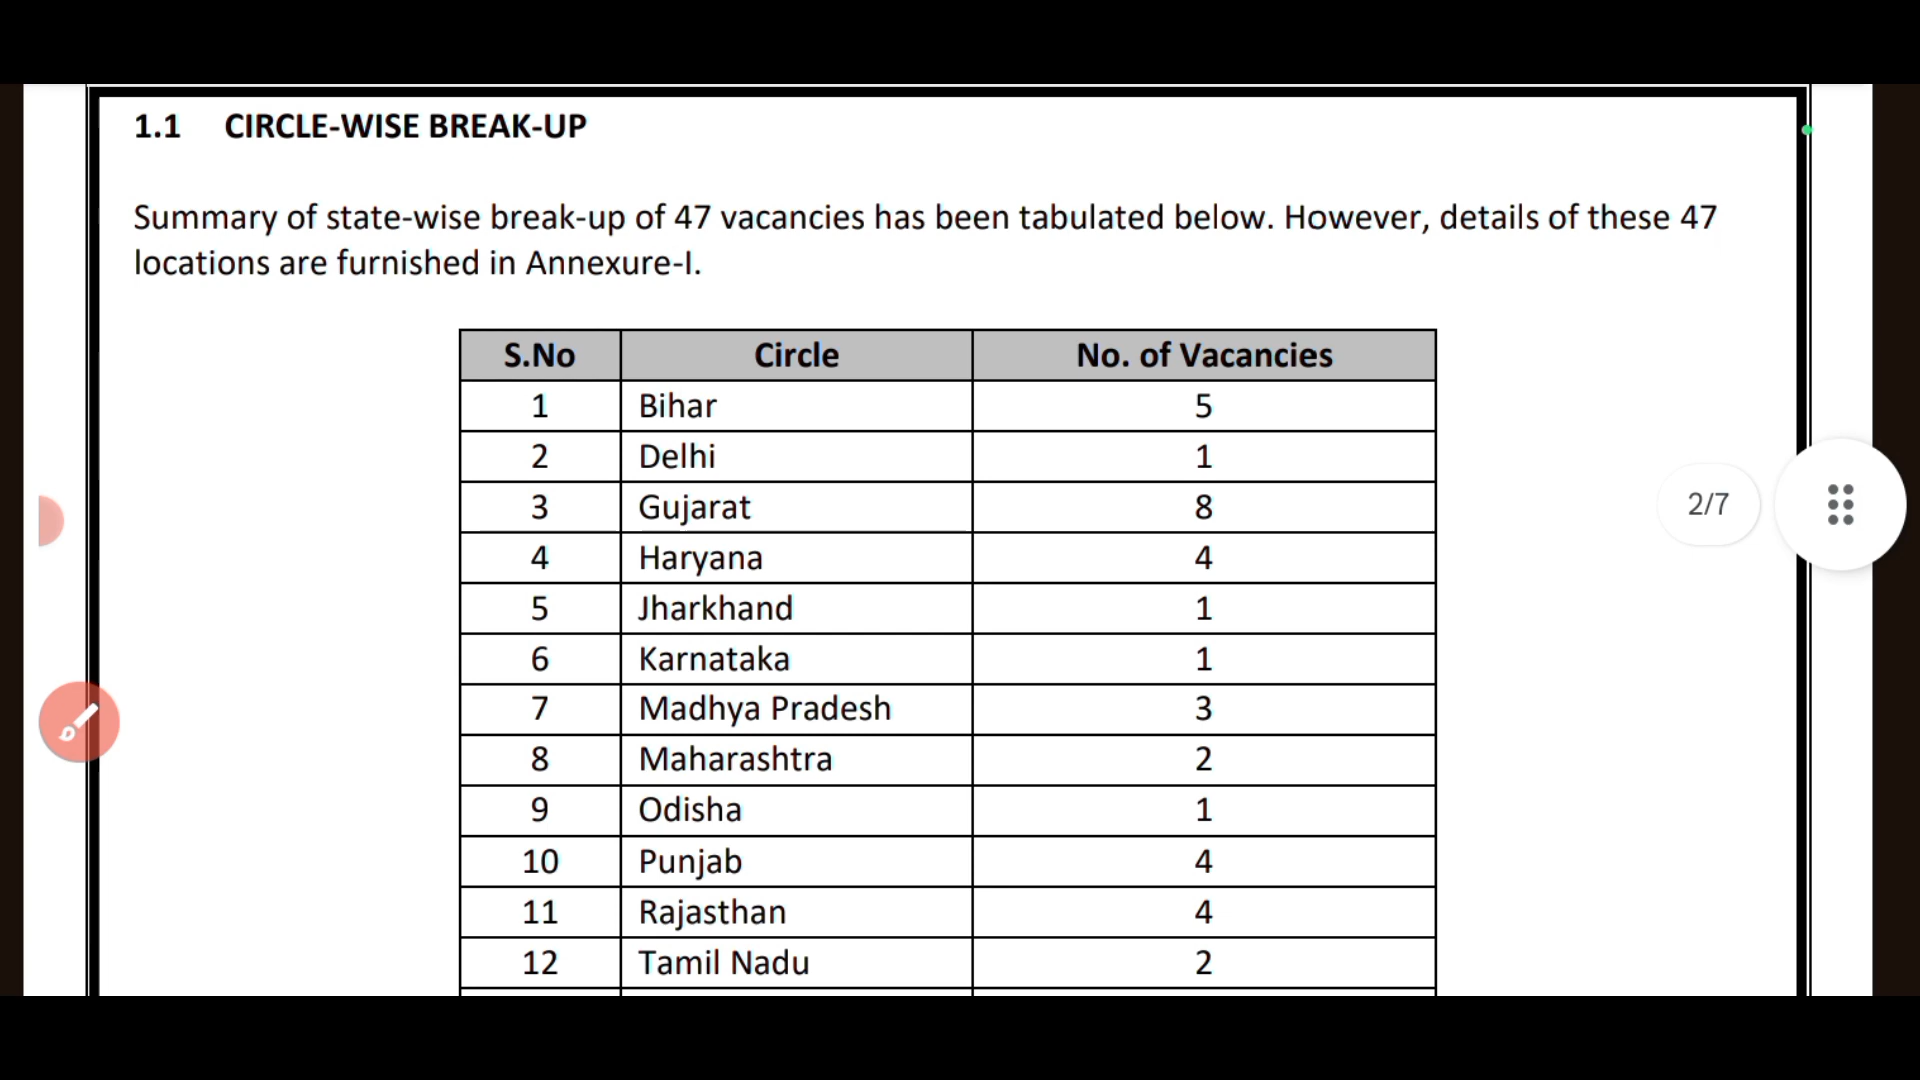 1.1 CIRCLE-WISE BREAK-UP
Summary of state-wise break-up of 47 vacancies has been tabulated below. However, details of these 47
locations are furnished in Annexure-I.
S.No Circle No. of Vacancies
1 Bihar 5
2 Delhi 1
3 Gujarat 8
4 Haryana 4
5 Jharkhand 1
6 Karnataka 1
7 Madhya Pradesh 3
8 Maharashtra 2
9 Odisha 1
10 Punjab 4
11 Rajasthan 4
12 Tamil Nadu 2
2/7